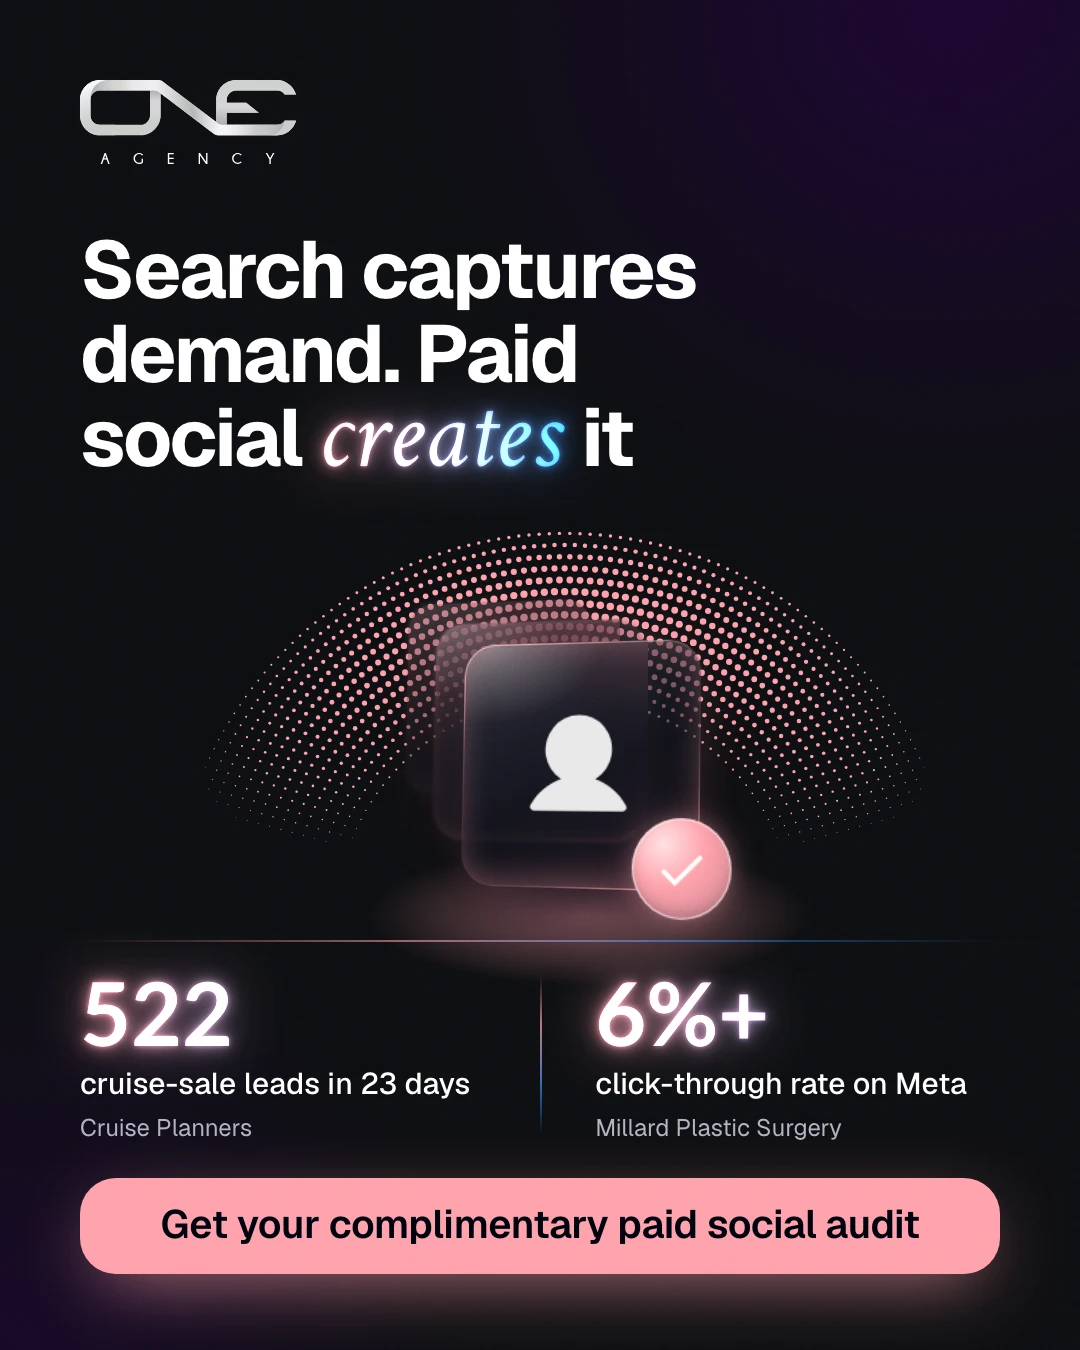 ONE
AGENCY
Search captures
demand. Paid
social creates it
522
cruise-sale leads in 23 days
Cruise Planners
6%+
click-through rate on Meta
Millard Plastic Surgery
Get your complimentary paid social audit